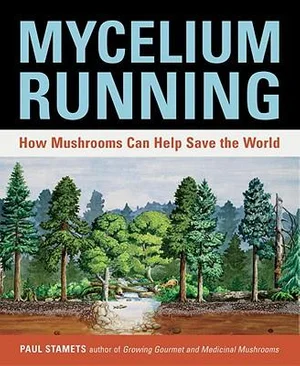 MYCELIUM
RUNNING
How Mushrooms Can Help Save the World
PAUL STAMETS author of Growing Gourmet and Medicinal Mushrooms